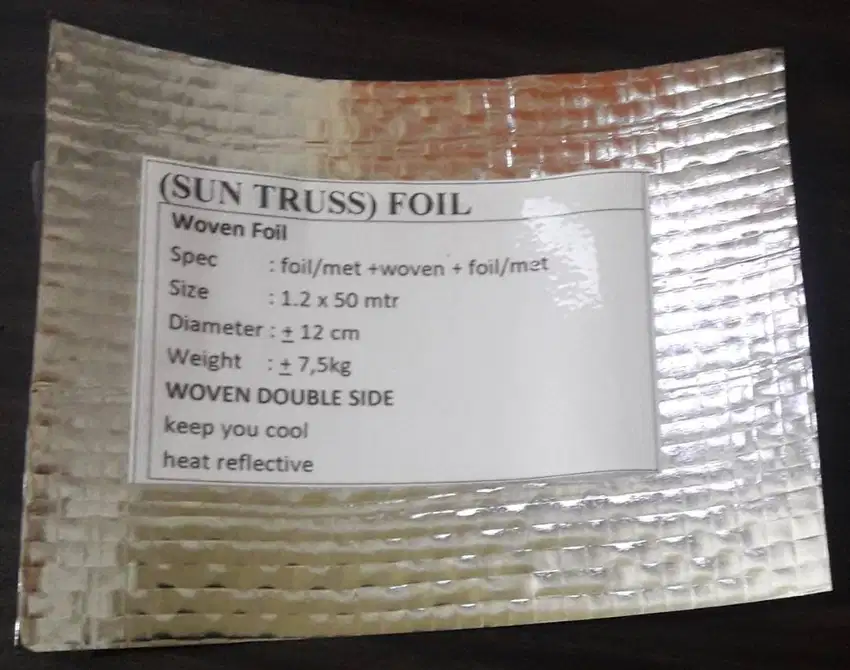 (SUN TRUSS) FOIL
Woven Foil
Spec : foil/met +woven + foil/met
Size : 1.2 x 50 mtr
Diameter : ± 12 cm
Weight : ± 7,5kg
WOVEN DOUBLE SIDE
keep you cool
heat reflective